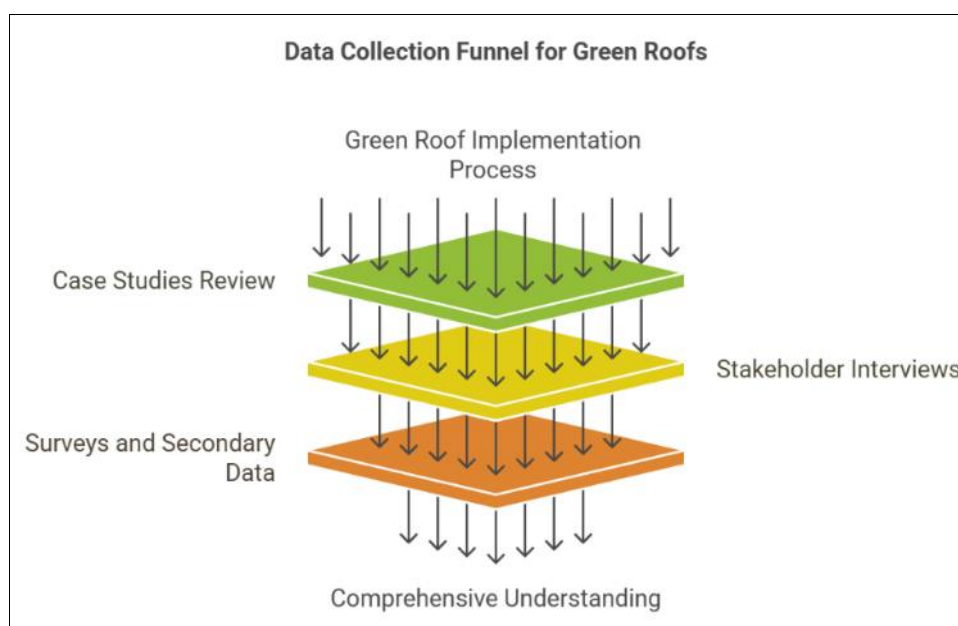 Data Collection Funnel for Green Roofs
Green Roof Implementation
Process
Case Studies Review
Stakeholder Interviews
Surveys and Secondary
Data
Comprehensive Understanding